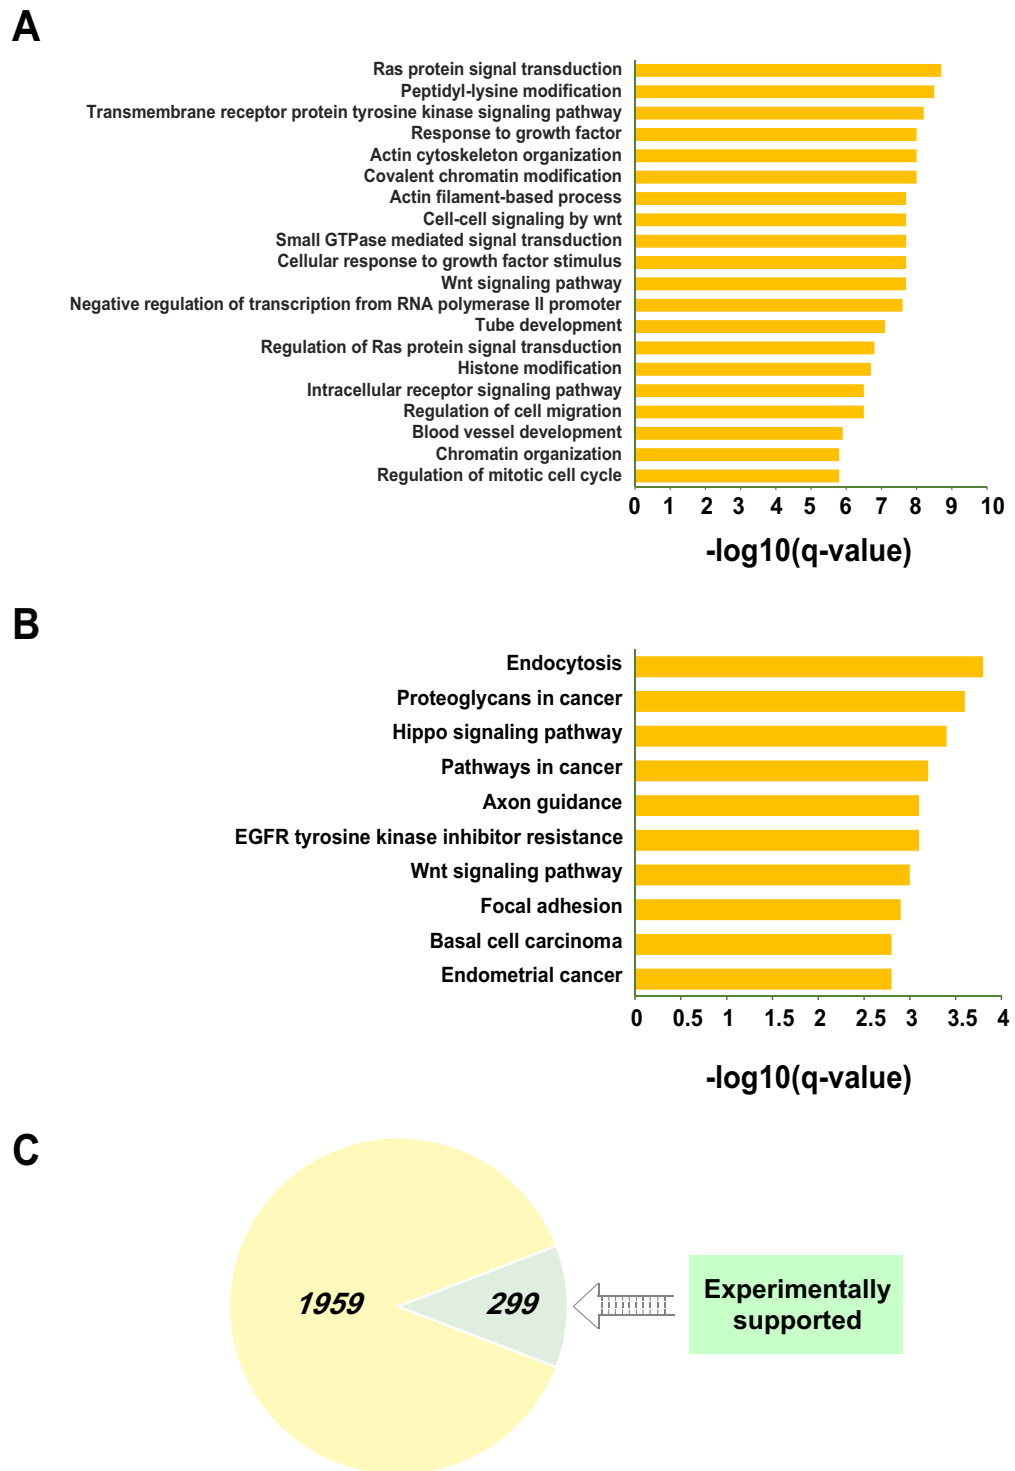 A
Ras protein signal transduction
Peptidyl-lysine modification
Transmembrane receptor protein tyrosine kinase signaling pathway
Response to growth factor
Actin cytoskeleton organization
Covalent chromatin modification
Actin filament-based process
Cell-cell signaling by wnt
Small GTPase mediated signal transduction
Cellular response to growth factor stimulus
Wnt signaling pathway
Negative regulation of transcription from RNA polymerase II promoter
Tube development
Regulation of Ras protein signal transduction
Histone modification
Intracellular receptor signaling pathway
Regulation of cell migration
Blood vessel development
Chromatin organization
Regulation of mitotic cell cycle
0 1 2 3 4 5 6 7 8 9 10
-log10(q-value)
B
Endocytosis
Proteoglycans in cancer
Hippo signaling pathway
Pathways in cancer
Axon guidance
EGFR tyrosine kinase inhibitor resistance
Wnt signaling pathway
Focal adhesion
Basal cell carcinoma
Endometrial cancer
0 0.5 1 1.5 2 2.5 3 3.5 4
-log10(q-value)
C
1959
299
Experimentally
supported